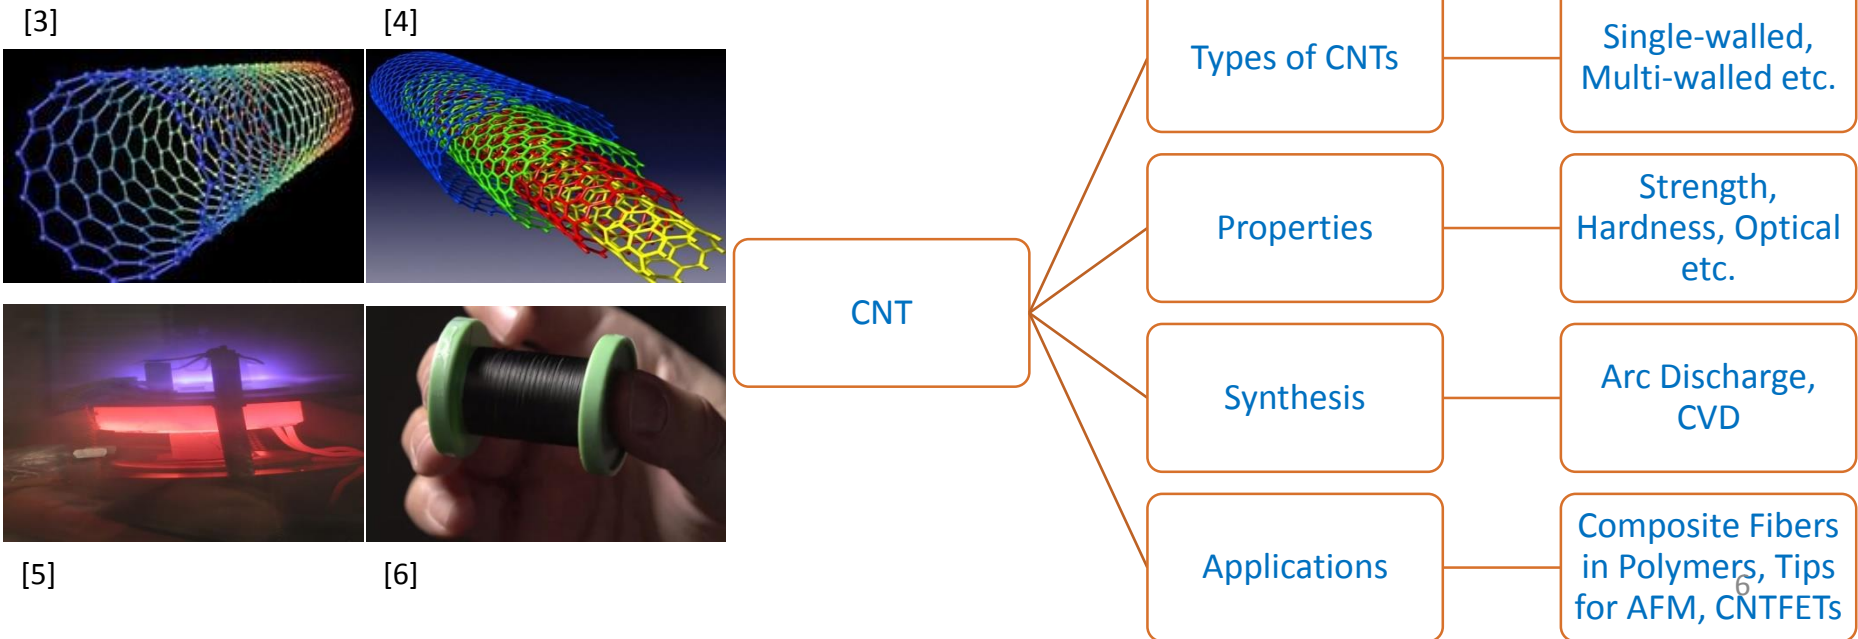 [3]
[4]
[5]
[6]
CNT
Types of CNTs
Single-walled,
Multi-walled etc.
Properties
Strength,
Hardness, Optical
etc.
Synthesis
Arc Discharge,
CVD
Applications
Composite Fibers
in Polymers, Tips
for AFM, CNTFETs
6